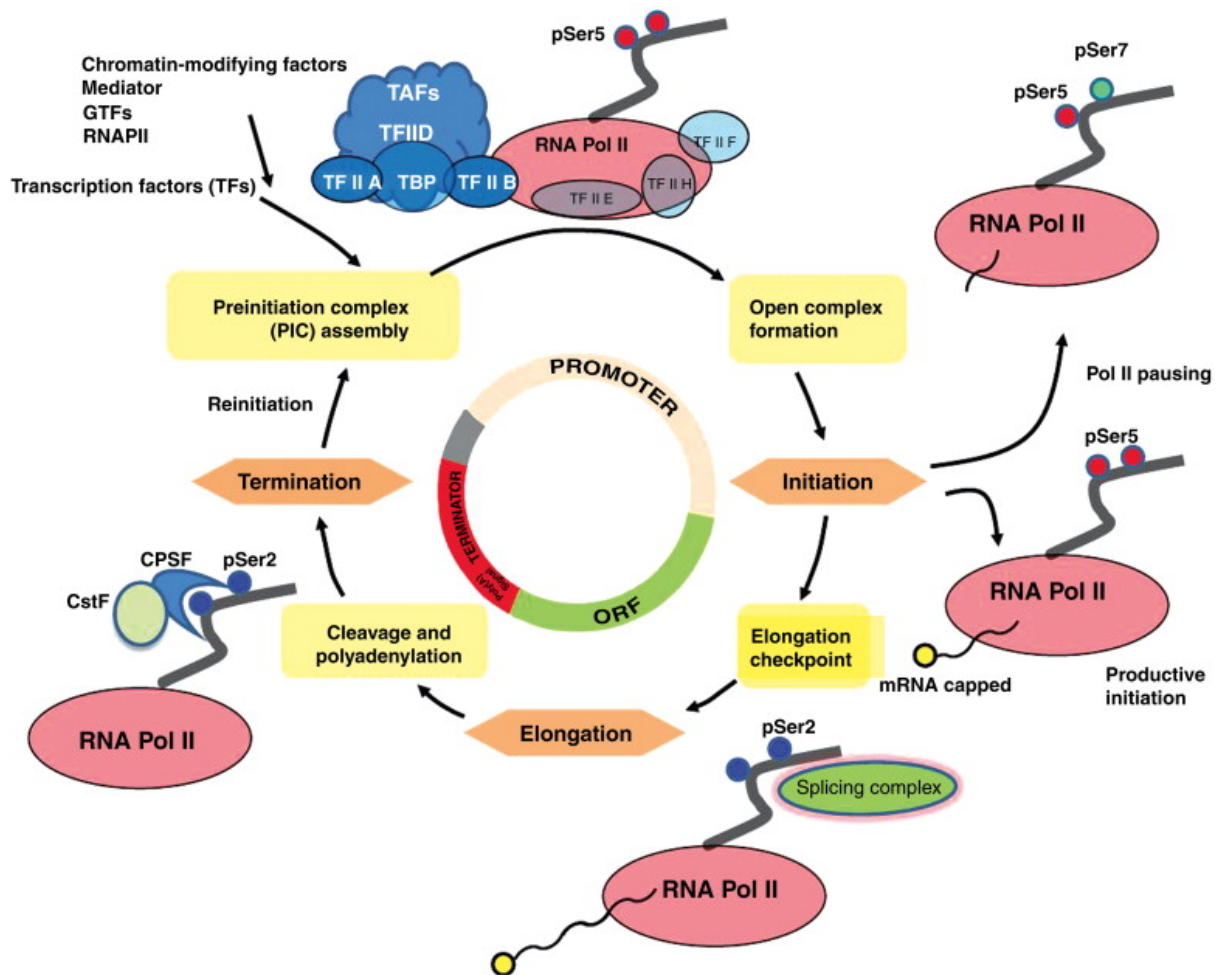 pSer5
Chromatin-modifying factors
Mediator
GTFs
RNAPII
Transcription factors (TFs)
TAFs
TFIID
TF II A
TBP
TF II B
RNA Pol II
TF II F
TF II H
TF II E
pSer7
pSer5
RNA Pol II
Preinitiation complex
(PIC) assembly
Open complex
formation
Pol II pausing
Reinitiation
PROMOTER
Termination
Initiation
pSer5
TERMINATOR
Poly(A)
Signal
ORF
CPSF
pSer2
CstF
RNA Pol II
Cleavage and
polyadenylation
Elongation
checkpoint
mRNA capped
Productive
initiation
RNA Pol II
Elongation
pSer2
Splicing complex
RNA Pol II